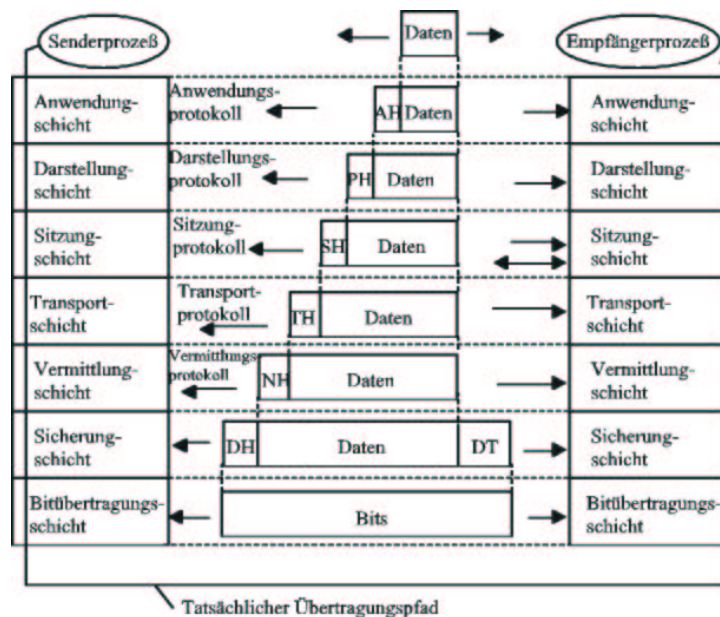 Senderprozeß
Daten
Empfängerprozeß
Anwendung-
schicht
Anwendungs-
protokoll
AH
Daten
Anwendung-
schicht
Darstellung-
schicht
Darstellungs-
protokoll
PH
Daten
Darstellung-
schicht
Sitzung-
schicht
Sitzung-
protokoll
SH
Daten
Sitzung-
schicht
Transport-
schicht
Transport-
protokoll
TH
Daten
Transport-
schicht
Vermittlung-
schicht
Vermittlungs
protokoll
NH
Daten
Vermittlung-
schicht
Sicherung-
schicht
DH
Daten
DT
Sicherung-
schicht
Bitübertragungs-
schicht
Bits
Bitübertragungs-
schicht
Tatsächlicher Übertragungspfad